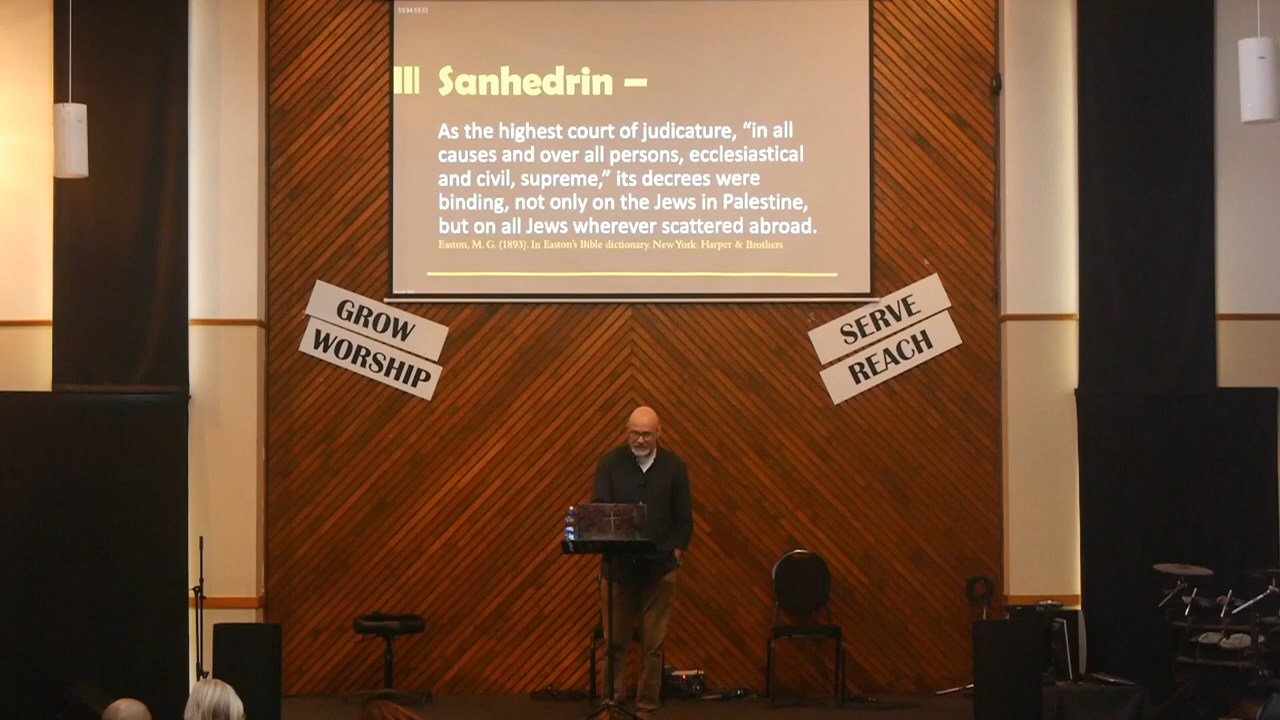 Sanhedrin –
As the highest court of judicature, “in all
causes and over all persons, ecclesiastical
and civil, supreme,” its decrees were
binding, not only on the Jews in Palestine,
but on all Jews wherever scattered abroad.
Easton, M. G. (1893). In Easton’s Bible dictionary. New York: Harper & Brothers
GROW
WORSHIP
SERVE
REACH